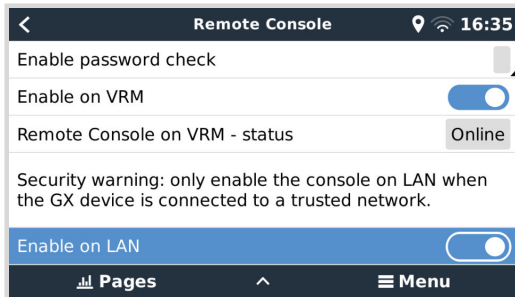 Remote Console
16:35
Enable password check
Enable on VRM
Remote Console on VRM - status
Online
Security warning: only enable the console on LAN when
the GX device is connected to a trusted network.
Enable on LAN
Pages
Menu